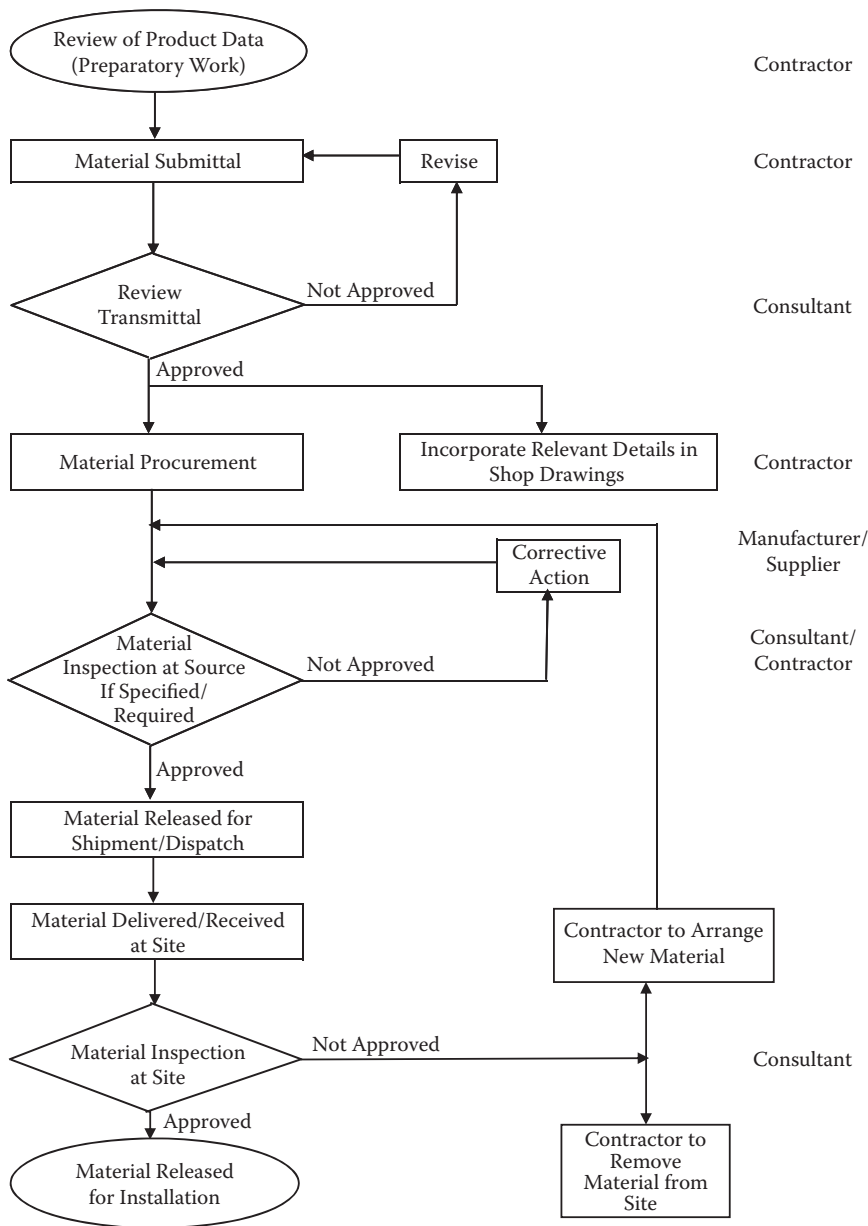 Review of Product Data
(Preparatory Work)
Contractor
Material Submittal
Revise
Contractor
Review
Transmittal
Not Approved
Consultant
Approved
Material Procurement
Incorporate Relevant Details in
Shop Drawings
Contractor
Manufacturer/
Supplier
Corrective
Action
Material
Inspection at Source
If Specified/
Required
Not Approved
Consultant/
Contractor
Approved
Material Released for
Shipment/Dispatch
Material Delivered/Received
at Site
Contractor to Arrange
New Material
Material Inspection
at Site
Not Approved
Consultant
Approved
Material Released
for Installation
Contractor to
Remove
Material from
Site